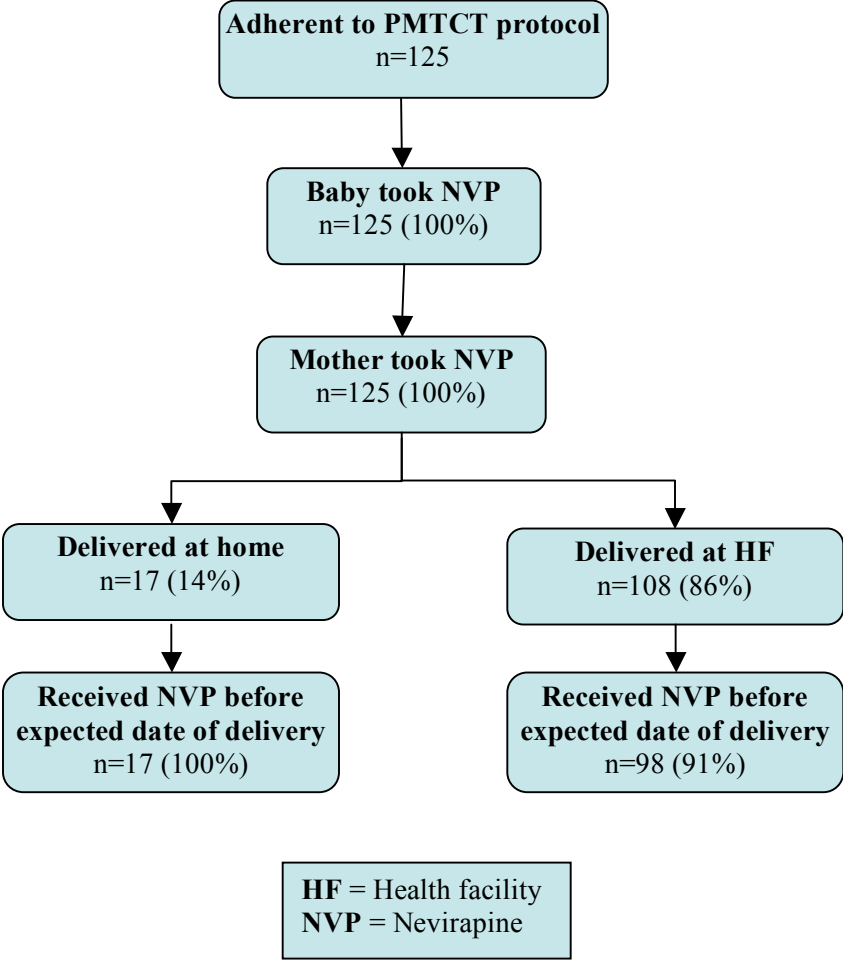 Adherent to PMTCT protocol
n=125
Baby took NVP
n=125 (100%)
Mother took NVP
n=125 (100%)
Delivered at home
n=17 (14%)
Delivered at HF
n=108 (86%)
Received NVP before
expected date of delivery
n=17 (100%)
Received NVP before
expected date of delivery
n=98 (91%)
HF = Health facility
NVP = Nevirapine